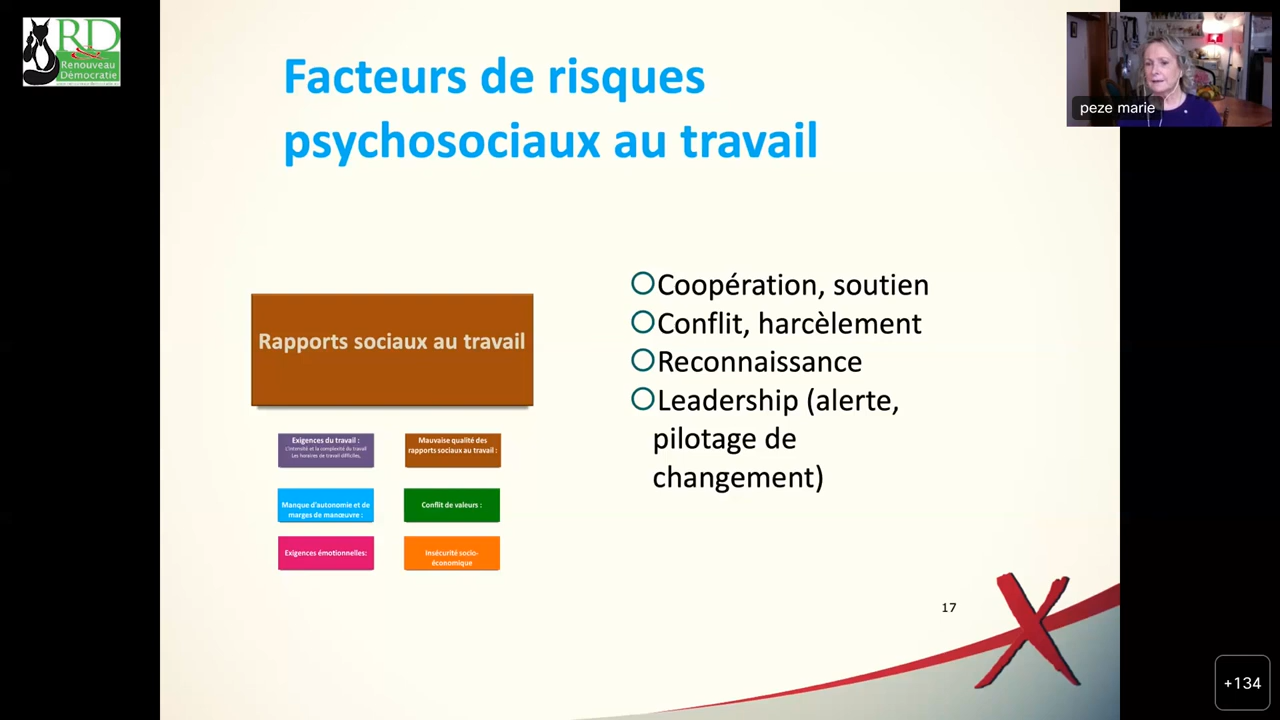 RD
Renouveau
Démocratie
Facteurs de risques
psychosociaux au travail
peze marie
Rapports sociaux au travail
Coopération, soutien
Conflit, harcèlement
Reconnaissance
Leadership (alerte,
pilotage de
changement)
Exigences du travail :
L'intensité et la complexité du travail
Les horaires de travail difficiles,
Mauvaise qualité des
rapports sociaux au travail :
Manque d'autonomie et de
marges de manœuvre :
Conflit de valeurs :
Exigences émotionnelles:
Insécurité socio-
économique
17
+134